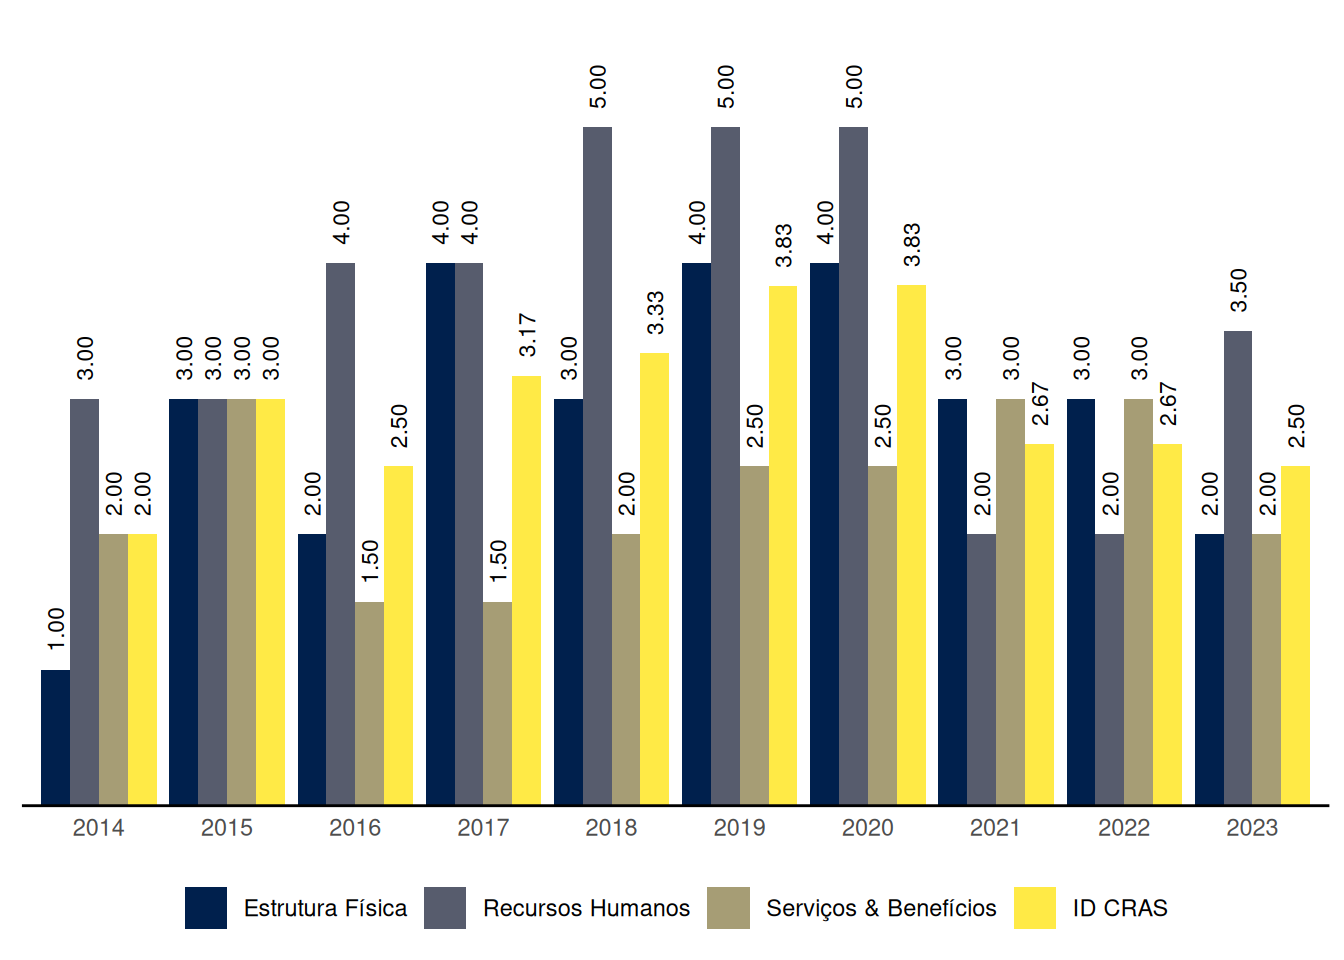 1.00 3.00 2.00 2.00
3.00 3.00 3.00 3.00
2.00 4.00 1.50 2.50
4.00 4.00 1.50 3.17
3.00 5.00 2.00 3.33
4.00 5.00 2.50 3.83
4.00 5.00 2.50 3.83
3.00 2.00 3.00 2.67
3.00 2.00 3.00 2.67
2.00 3.50 2.00 2.50
2014 2015 2016 2017 2018 2019 2020 2021 2022 2023
Estrutura Física Recursos Humanos Serviços & Benefícios ID CRAS